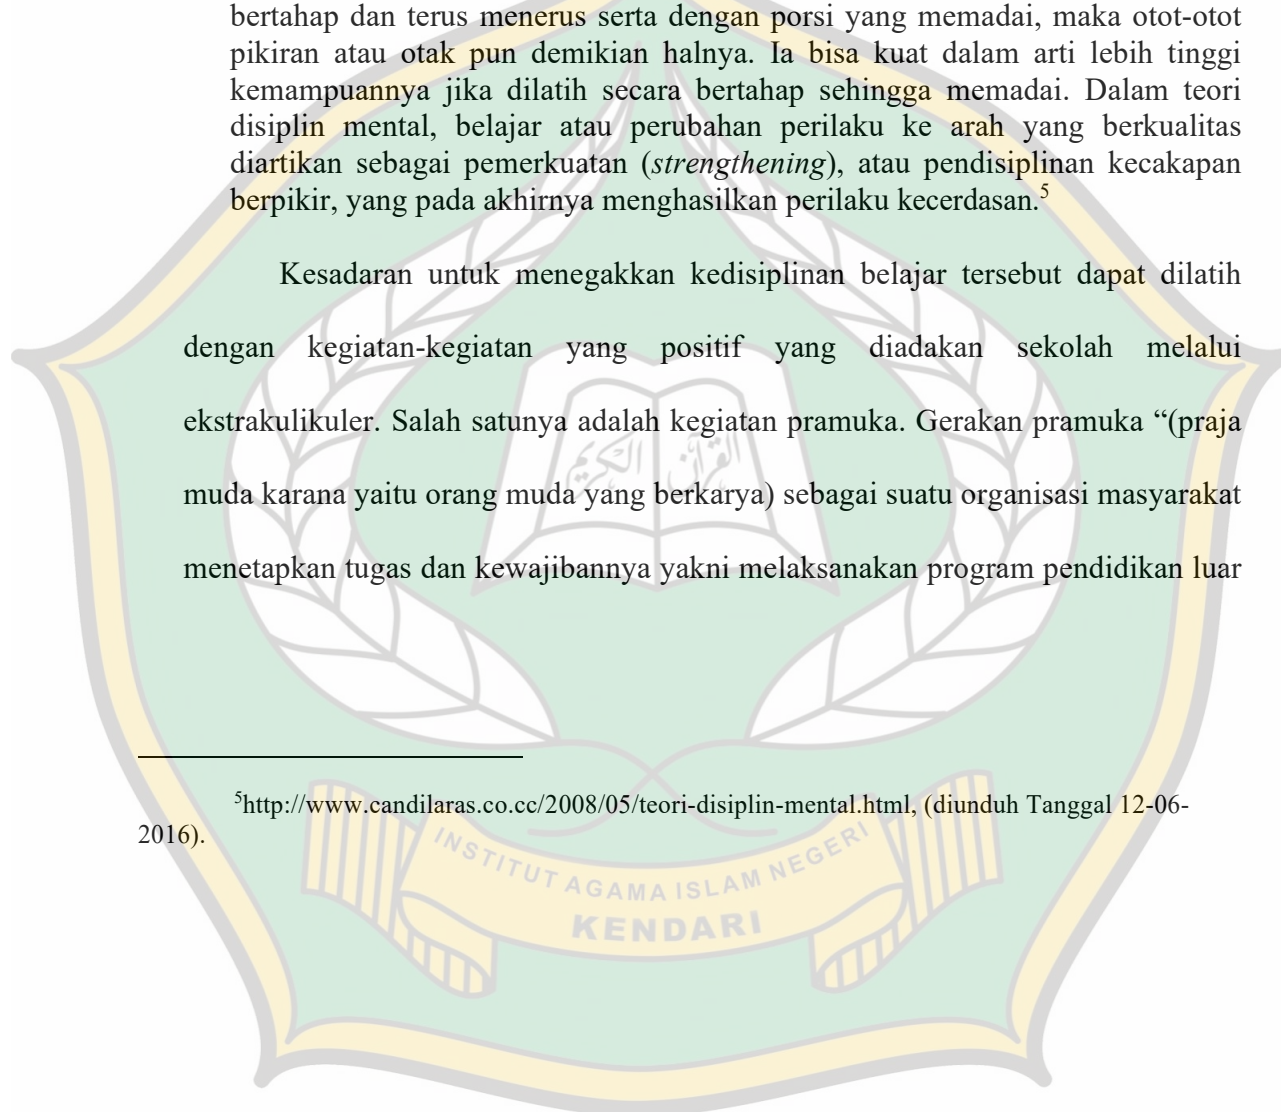 bertahap dan terus menerus serta dengan porsi yang memadai, maka otot-otot
pikiran atau otak pun demikian halnya. Ia bisa kuat dalam arti lebih tinggi
kemampuannya jika dilatih secara bertahap sehingga memadai. Dalam teori
disiplin mental, belajar atau perubahan perilaku ke arah yang berkualitas
diartikan sebagai pemerkuatan (strengthening), atau pendisiplinan kecakapan
berpikir, yang pada akhirnya menghasilkan perilaku kecerdasan.⁵
Kesadaran untuk menegakkan kedisiplinan belajar tersebut dapat dilatih
dengan kegiatan-kegiatan yang positif yang diadakan sekolah melalui
ekstrakulikuler. Salah satunya adalah kegiatan pramuka. Gerakan pramuka “(praja
muda karana yaitu orang muda yang berkarya) sebagai suatu organisasi masyarakat
menetapkan tugas dan kewajibannya yakni melaksanakan program pendidikan luar
القرآن الكريم
⁵http://www.candilaras.co.cc/2008/05/teori-disiplin-mental.html, (diunduh Tanggal 12-06-
2016).
INSTITUT AGAMA ISLAM NEGERI
KENDARI